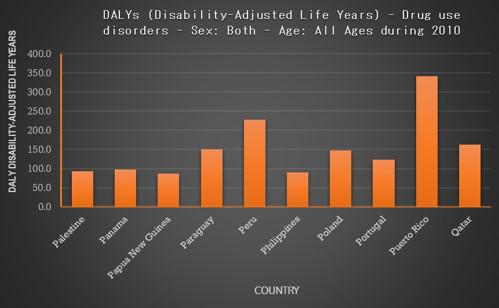 DALYs (Disability-Adjusted Life Years) - Drug use
disorders - Sex: Both - Age: All Ages during 2010
DALY DISABILITY-ADJUSTED LIFE YEARS
400.0
350.0
300.0
250.0
200.0
150.0
100.0
50.0
0.0
Palestine
Panama
Papua New Guinea
Paraguay
Peru
Philippines
Poland
Portugal
Puerto Rico
Qatar
COUNTRY